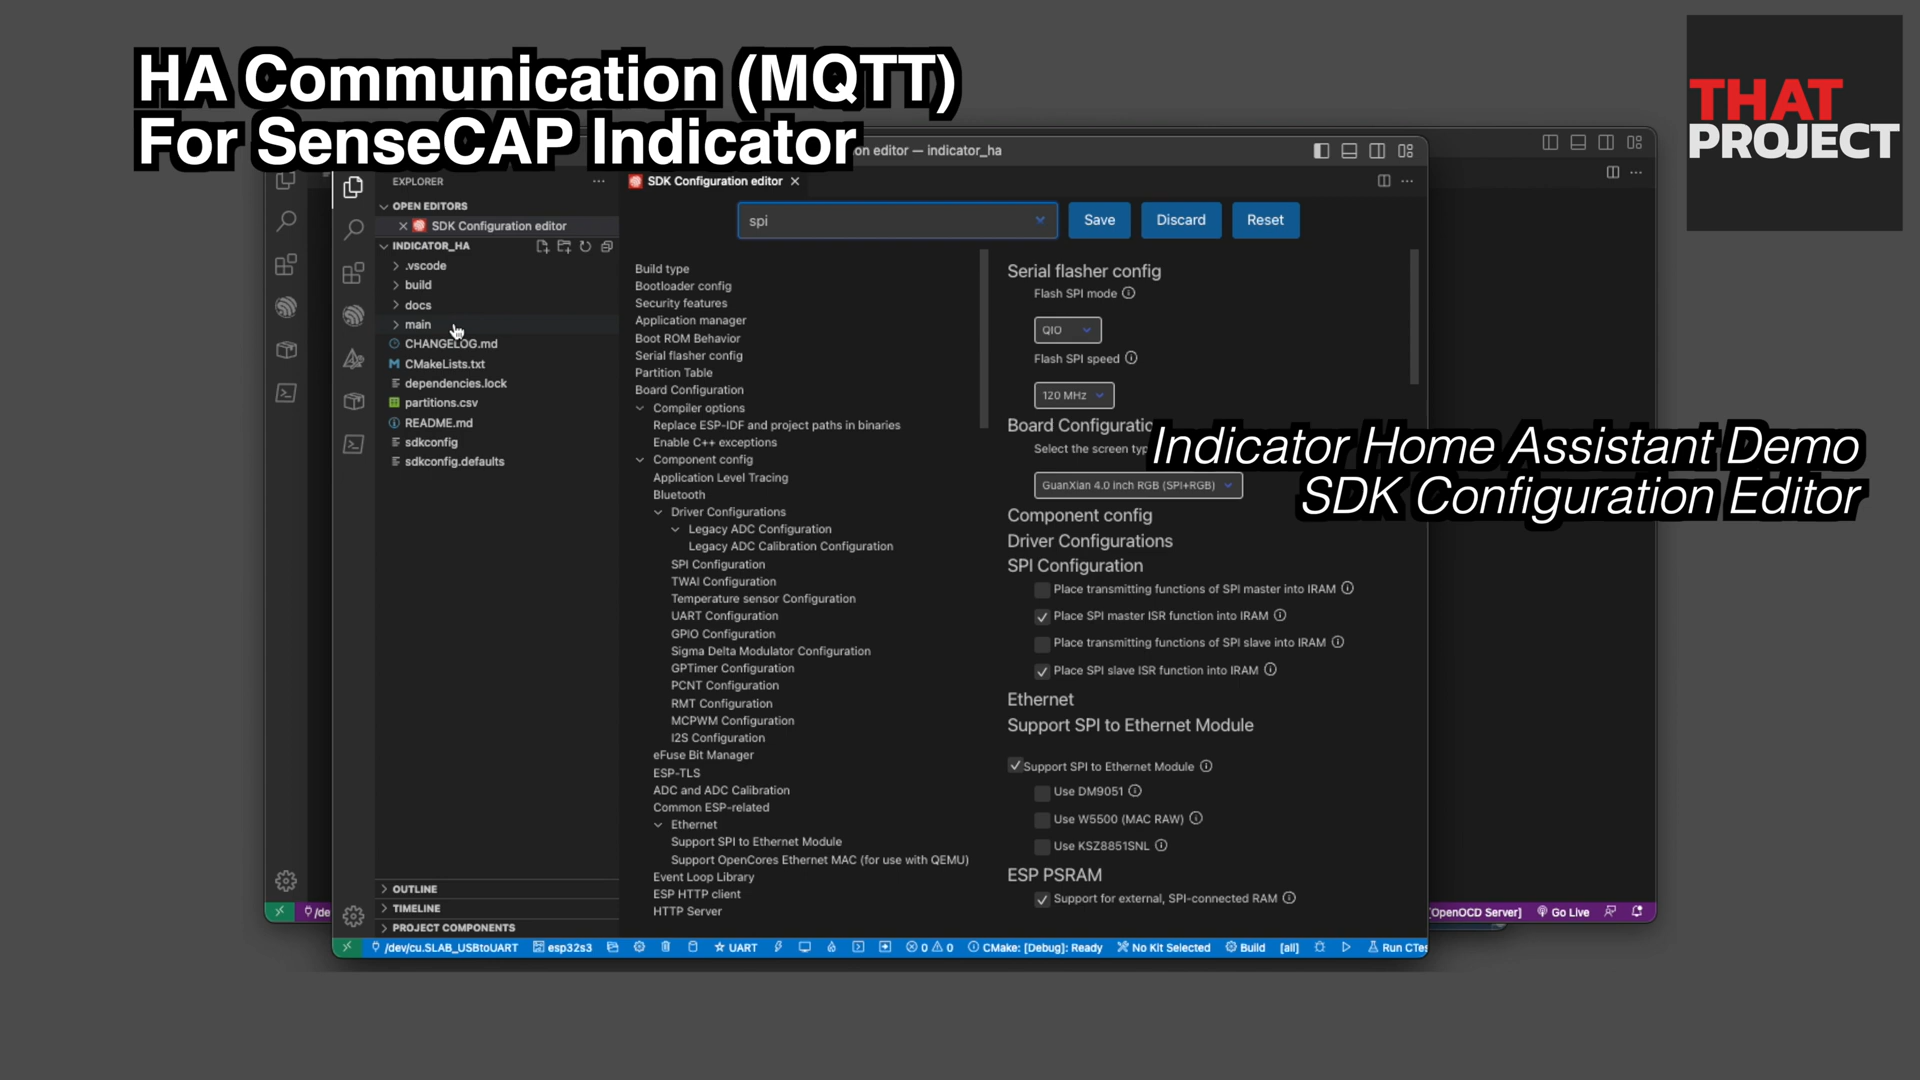 HA Communication (MQTT)
For SenseCAP Indicator
THAT
PROJECT
on editor — indicator_ha
EXPLORER
OPEN EDITORS
SDK Configuration editor
INDICATOR_HA
.vscode
build
docs
main
CHANGELOG.md
CMakeLists.txt
dependencies.lock
partitions.csv
README.md
sdkconfig
sdkconfig.defaults
OUTLINE
TIMELINE
PROJECT COMPONENTS
SDK Configuration editor
spi
Save
Discard
Reset
Build type
Bootloader config
Security features
Application manager
Boot ROM Behavior
Serial flasher config
Partition Table
Board Configuration
Compiler options
Replace ESP-IDF and project paths in binaries
Enable C++ exceptions
Component config
Application Level Tracing
Bluetooth
Driver Configurations
Legacy ADC Configuration
Legacy ADC Calibration Configuration
SPI Configuration
TWAI Configuration
Temperature sensor Configuration
UART Configuration
GPIO Configuration
Sigma Delta Modulator Configuration
GPTimer Configuration
PCNT Configuration
RMT Configuration
MCPWM Configuration
I2S Configuration
eFuse Bit Manager
ESP-TLS
ADC and ADC Calibration
Common ESP-related
Ethernet
Support SPI to Ethernet Module
Support OpenCores Ethernet MAC (for use with QEMU)
Event Loop Library
ESP HTTP client
HTTP Server
Serial flasher config
Flash SPI mode
QIO
Flash SPI speed
120 MHz
Board Configuratio
Select the screen typ
GuanXian 4.0 inch RGB (SPI+RGB)
Component config
Driver Configurations
SPI Configuration
Place transmitting functions of SPI master into IRAM
Place SPI master ISR function into IRAM
Place transmitting functions of SPI slave into IRAM
Place SPI slave ISR function into IRAM
Ethernet
Support SPI to Ethernet Module
Support SPI to Ethernet Module
Use DM9051
Use W5500 (MAC RAW)
Use KSZ8851SNL
ESP PSRAM
Support for external, SPI-connected RAM
Indicator Home Assistant Demo
SDK Configuration Editor
/de
[OpenOCD Server]
Go Live
/dev/cu.SLAB_USBtoUART
esp32s3
UART
0
0
CMake: [Debug]: Ready
No Kit Selected
Build
[all]
Run CTes